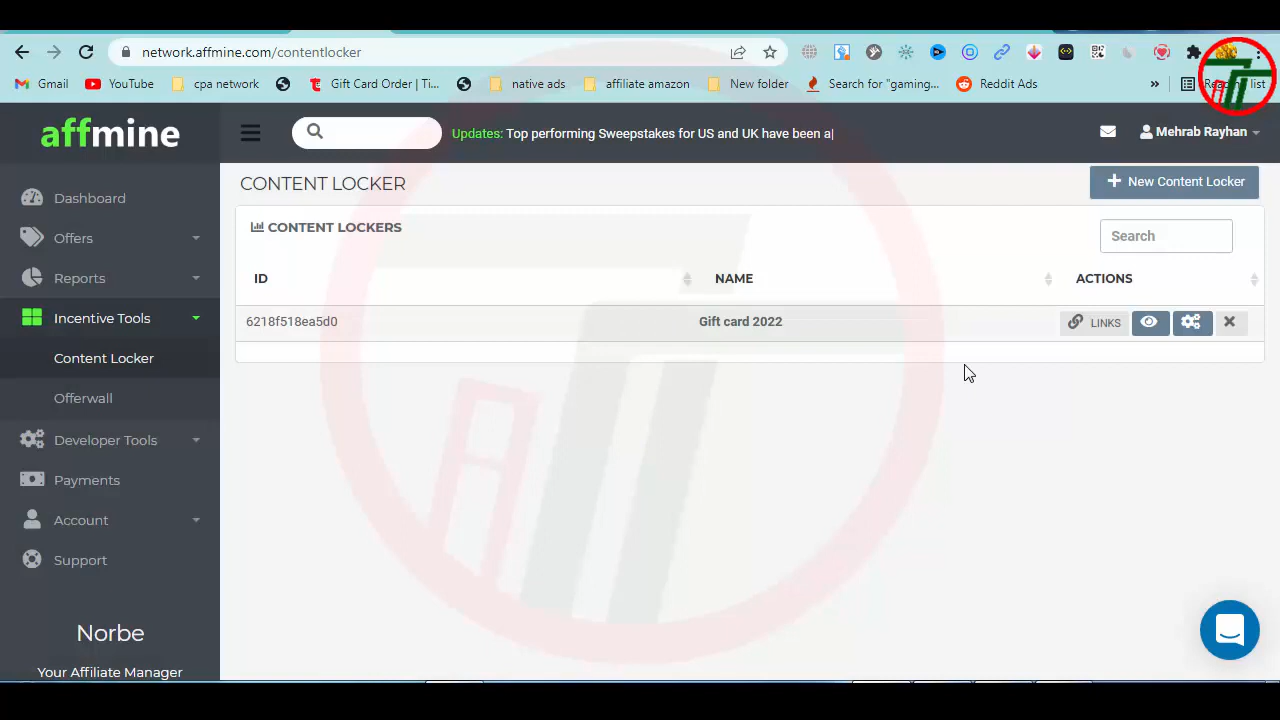 network.affmine.com/contentlocker
Gmail YouTube cpa network Gift Card Order | Ti... native ads affiliate amazon New folder Search for "gaming... Reddit Ads »
affmine
Updates: Top performing Sweepstakes for US and UK have been a|
Mehrab Rayhan
Dashboard
Offers
Reports
Incentive Tools
Content Locker
Offerwall
Developer Tools
Payments
Account
Support
Norbe
Your Affiliate Manager
CONTENT LOCKER
+ New Content Locker
CONTENT LOCKERS
Search
ID NAME ACTIONS
6218f518ea5d0 Gift card 2022 LINKS